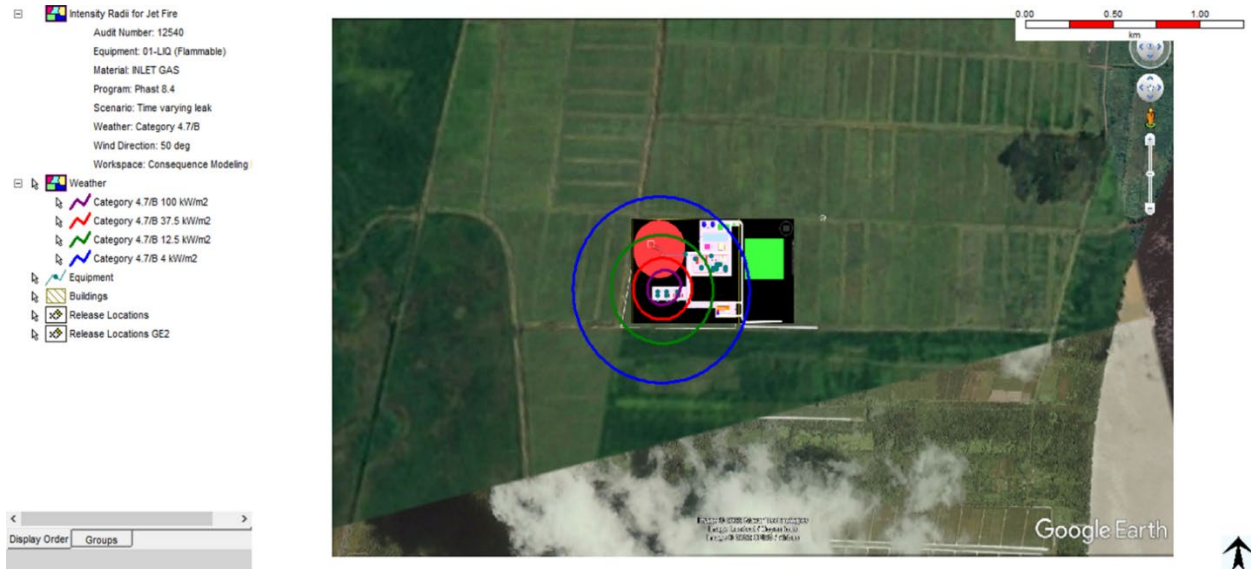 Intensity Radii for Jet Fire
Audit Number: 12540
Equipment: 01-LIQ (Flammable)
Material: INLET GAS
Program: Phast 8.4
Scenario: Time varying leak
Weather: Category 4.7/B
Wind Direction: 50 deg
Workspace: Consequence Modeling
Weather
Category 4.7/B 100 kW/m2
Category 4.7/B 37.5 kW/m2
Category 4.7/B 12.5 kW/m2
Category 4.7/B 4 kW/m2
Equipment
Buildings
Release Locations
Release Locations GE2
Display Order Groups
0.00 0.50 1.00
km
Google Earth